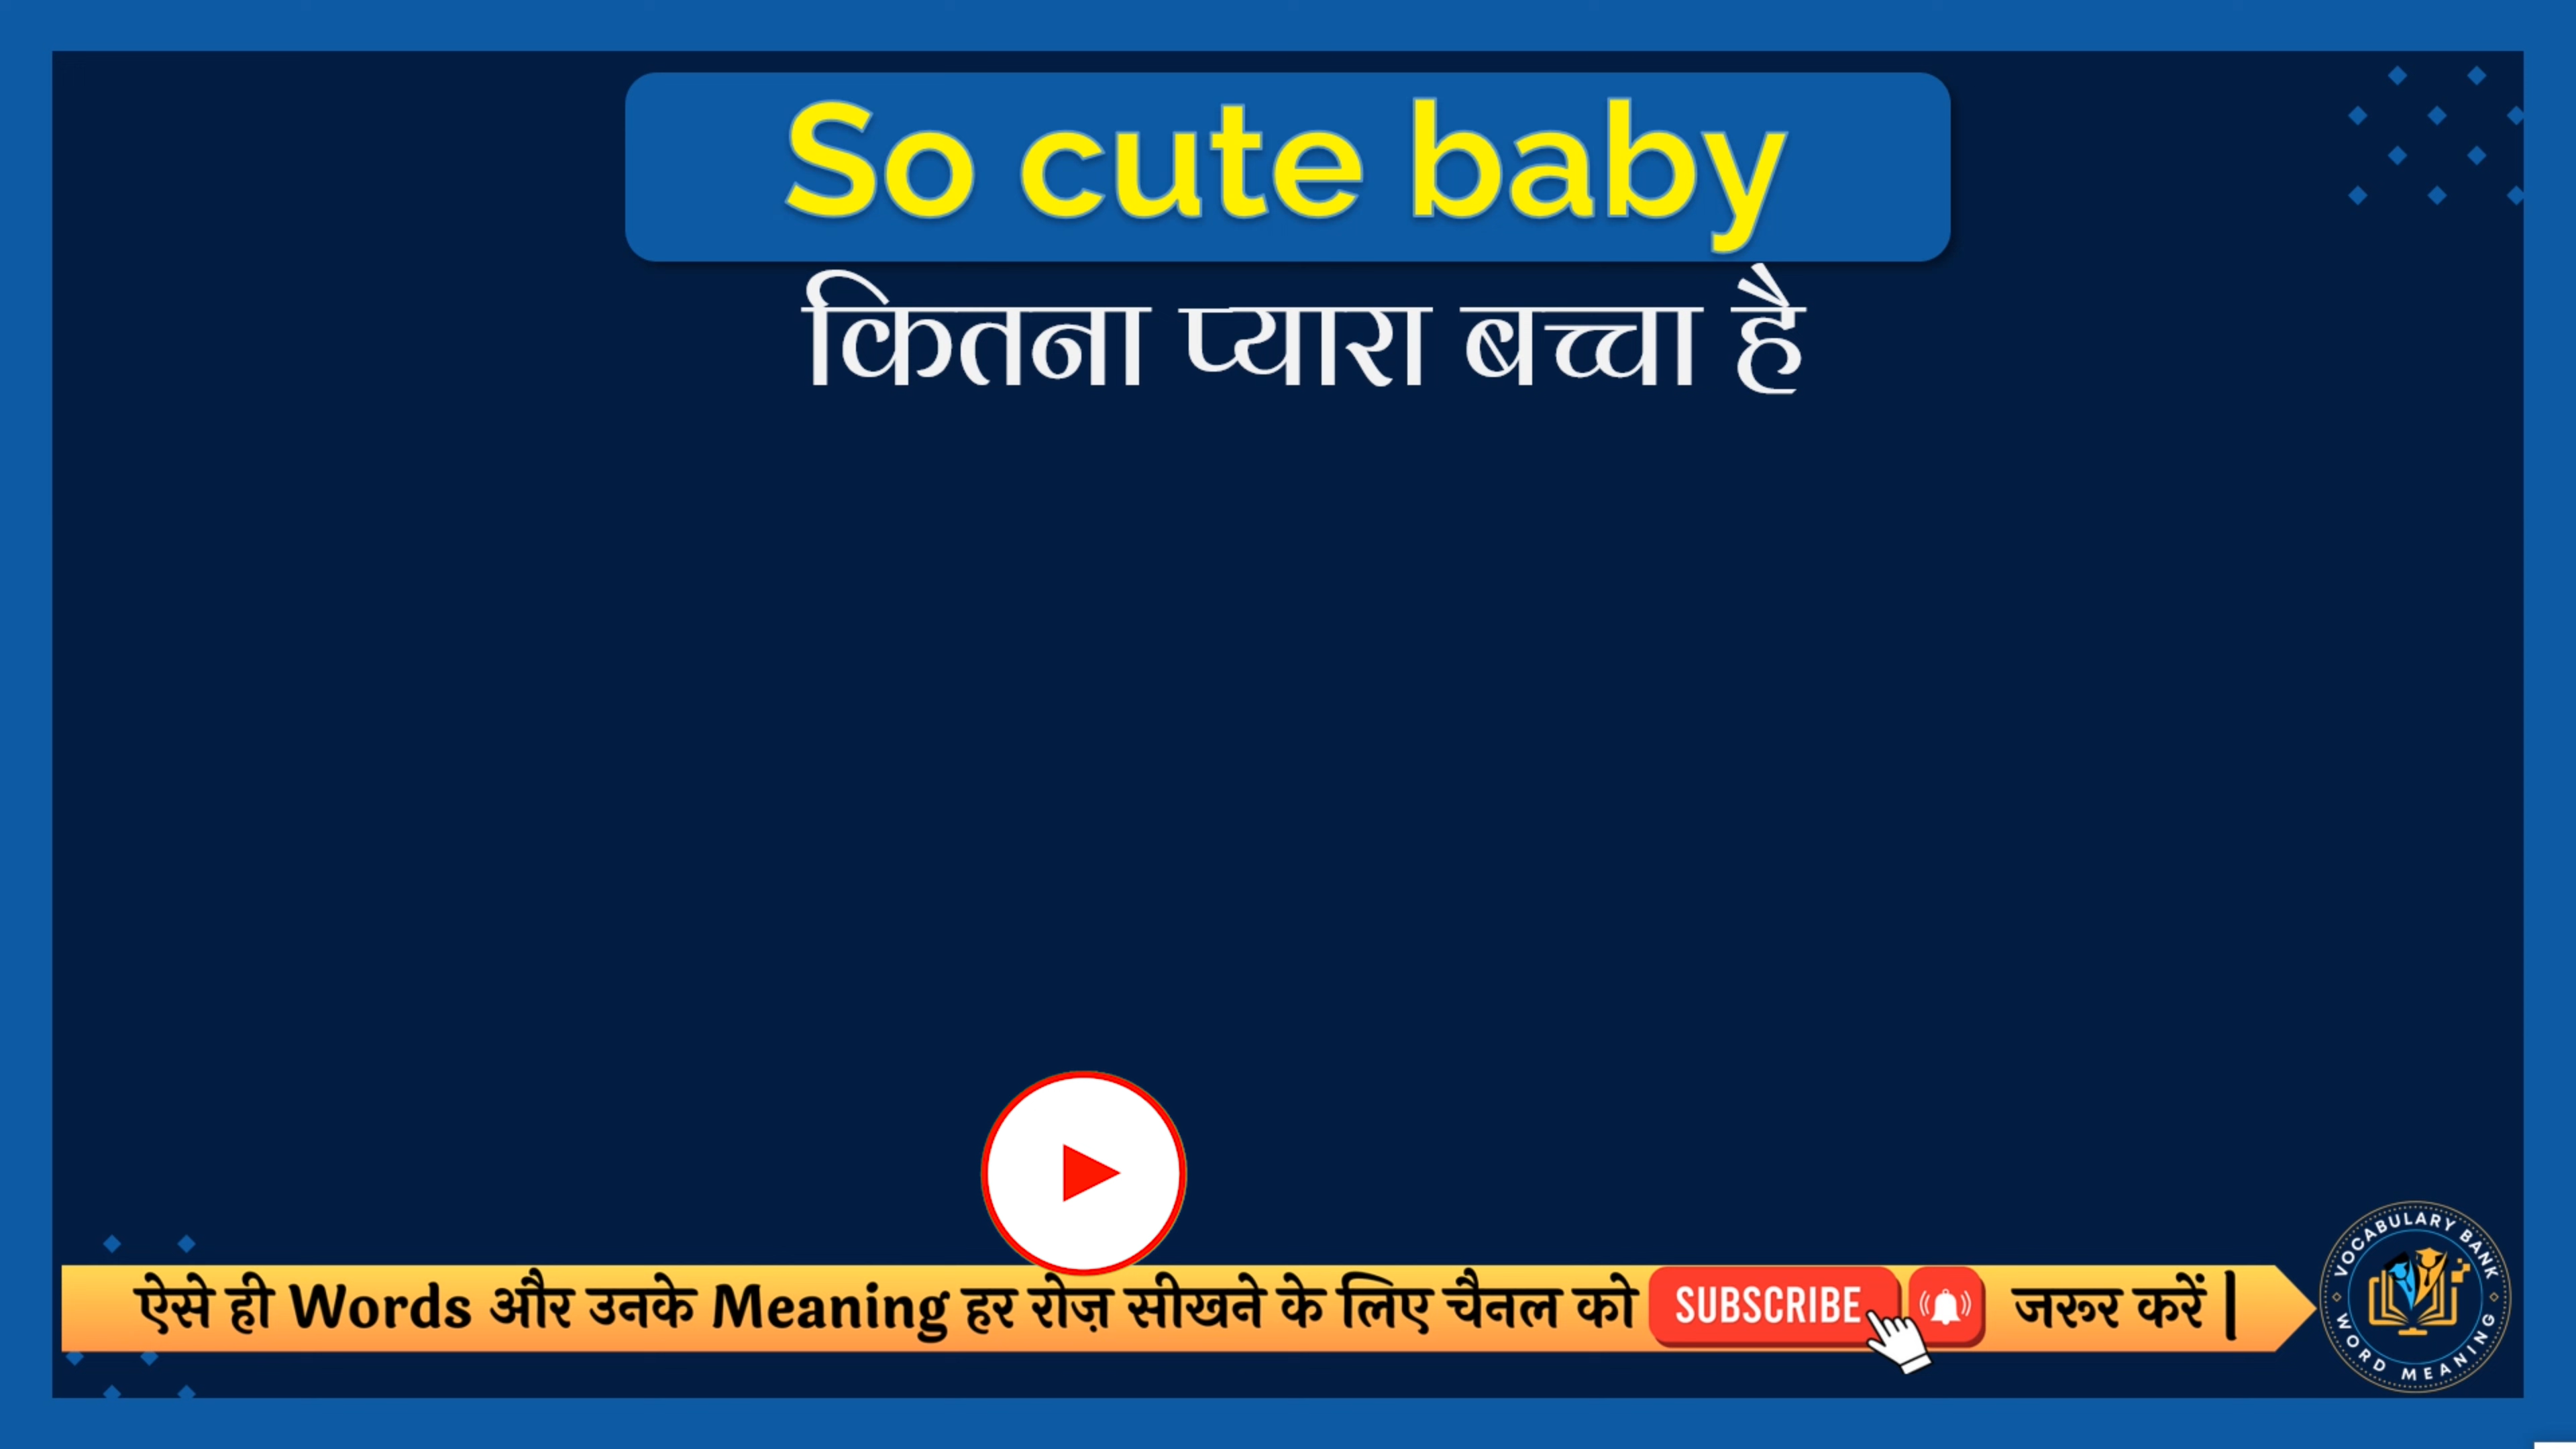 So cute baby
कितना प्यारा बच्चा है
ऐसे ही Words और उनके Meaning हर रोज़ सीखने के लिए चैनल को SUBSCRIBE जरूर करें |
VOCABULARY BANK
WORD MEANING